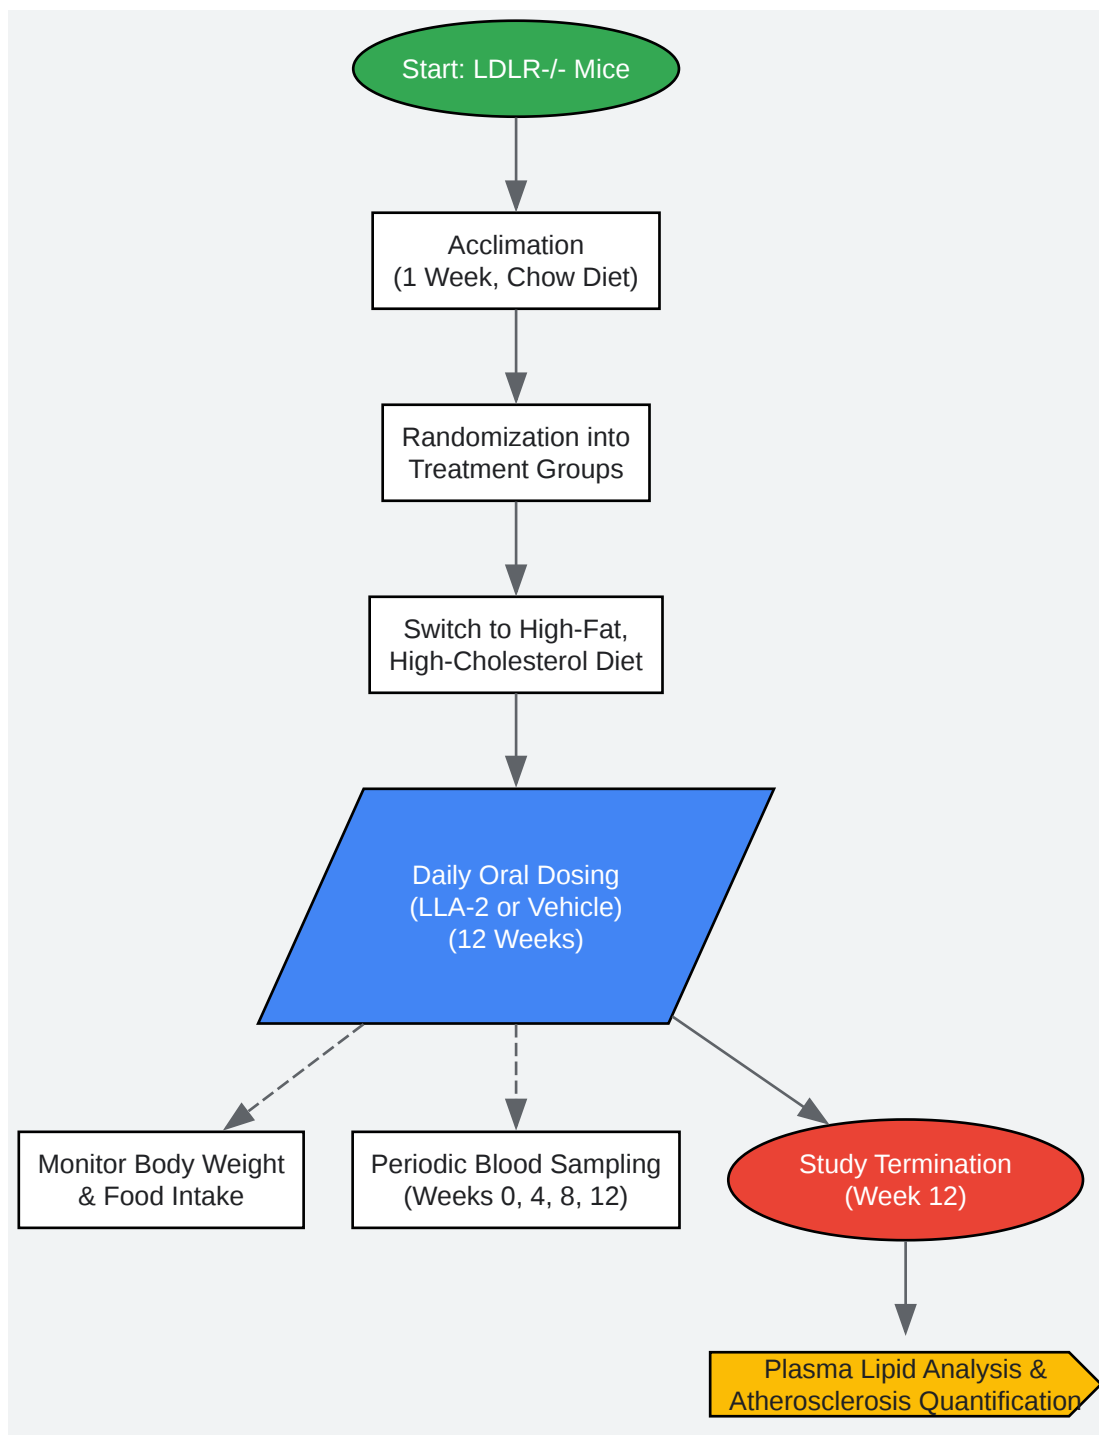 Start: LDLR-/- Mice
Acclimation
(1 Week, Chow Diet)
Randomization into
Treatment Groups
Switch to High-Fat,
High-Cholesterol Diet
Daily Oral Dosing
(LLA-2 or Vehicle)
(12 Weeks)
Monitor Body Weight
& Food Intake
Periodic Blood Sampling
(Weeks 0, 4, 8, 12)
Study Termination
(Week 12)
Plasma Lipid Analysis &
Atherosclerosis Quantification